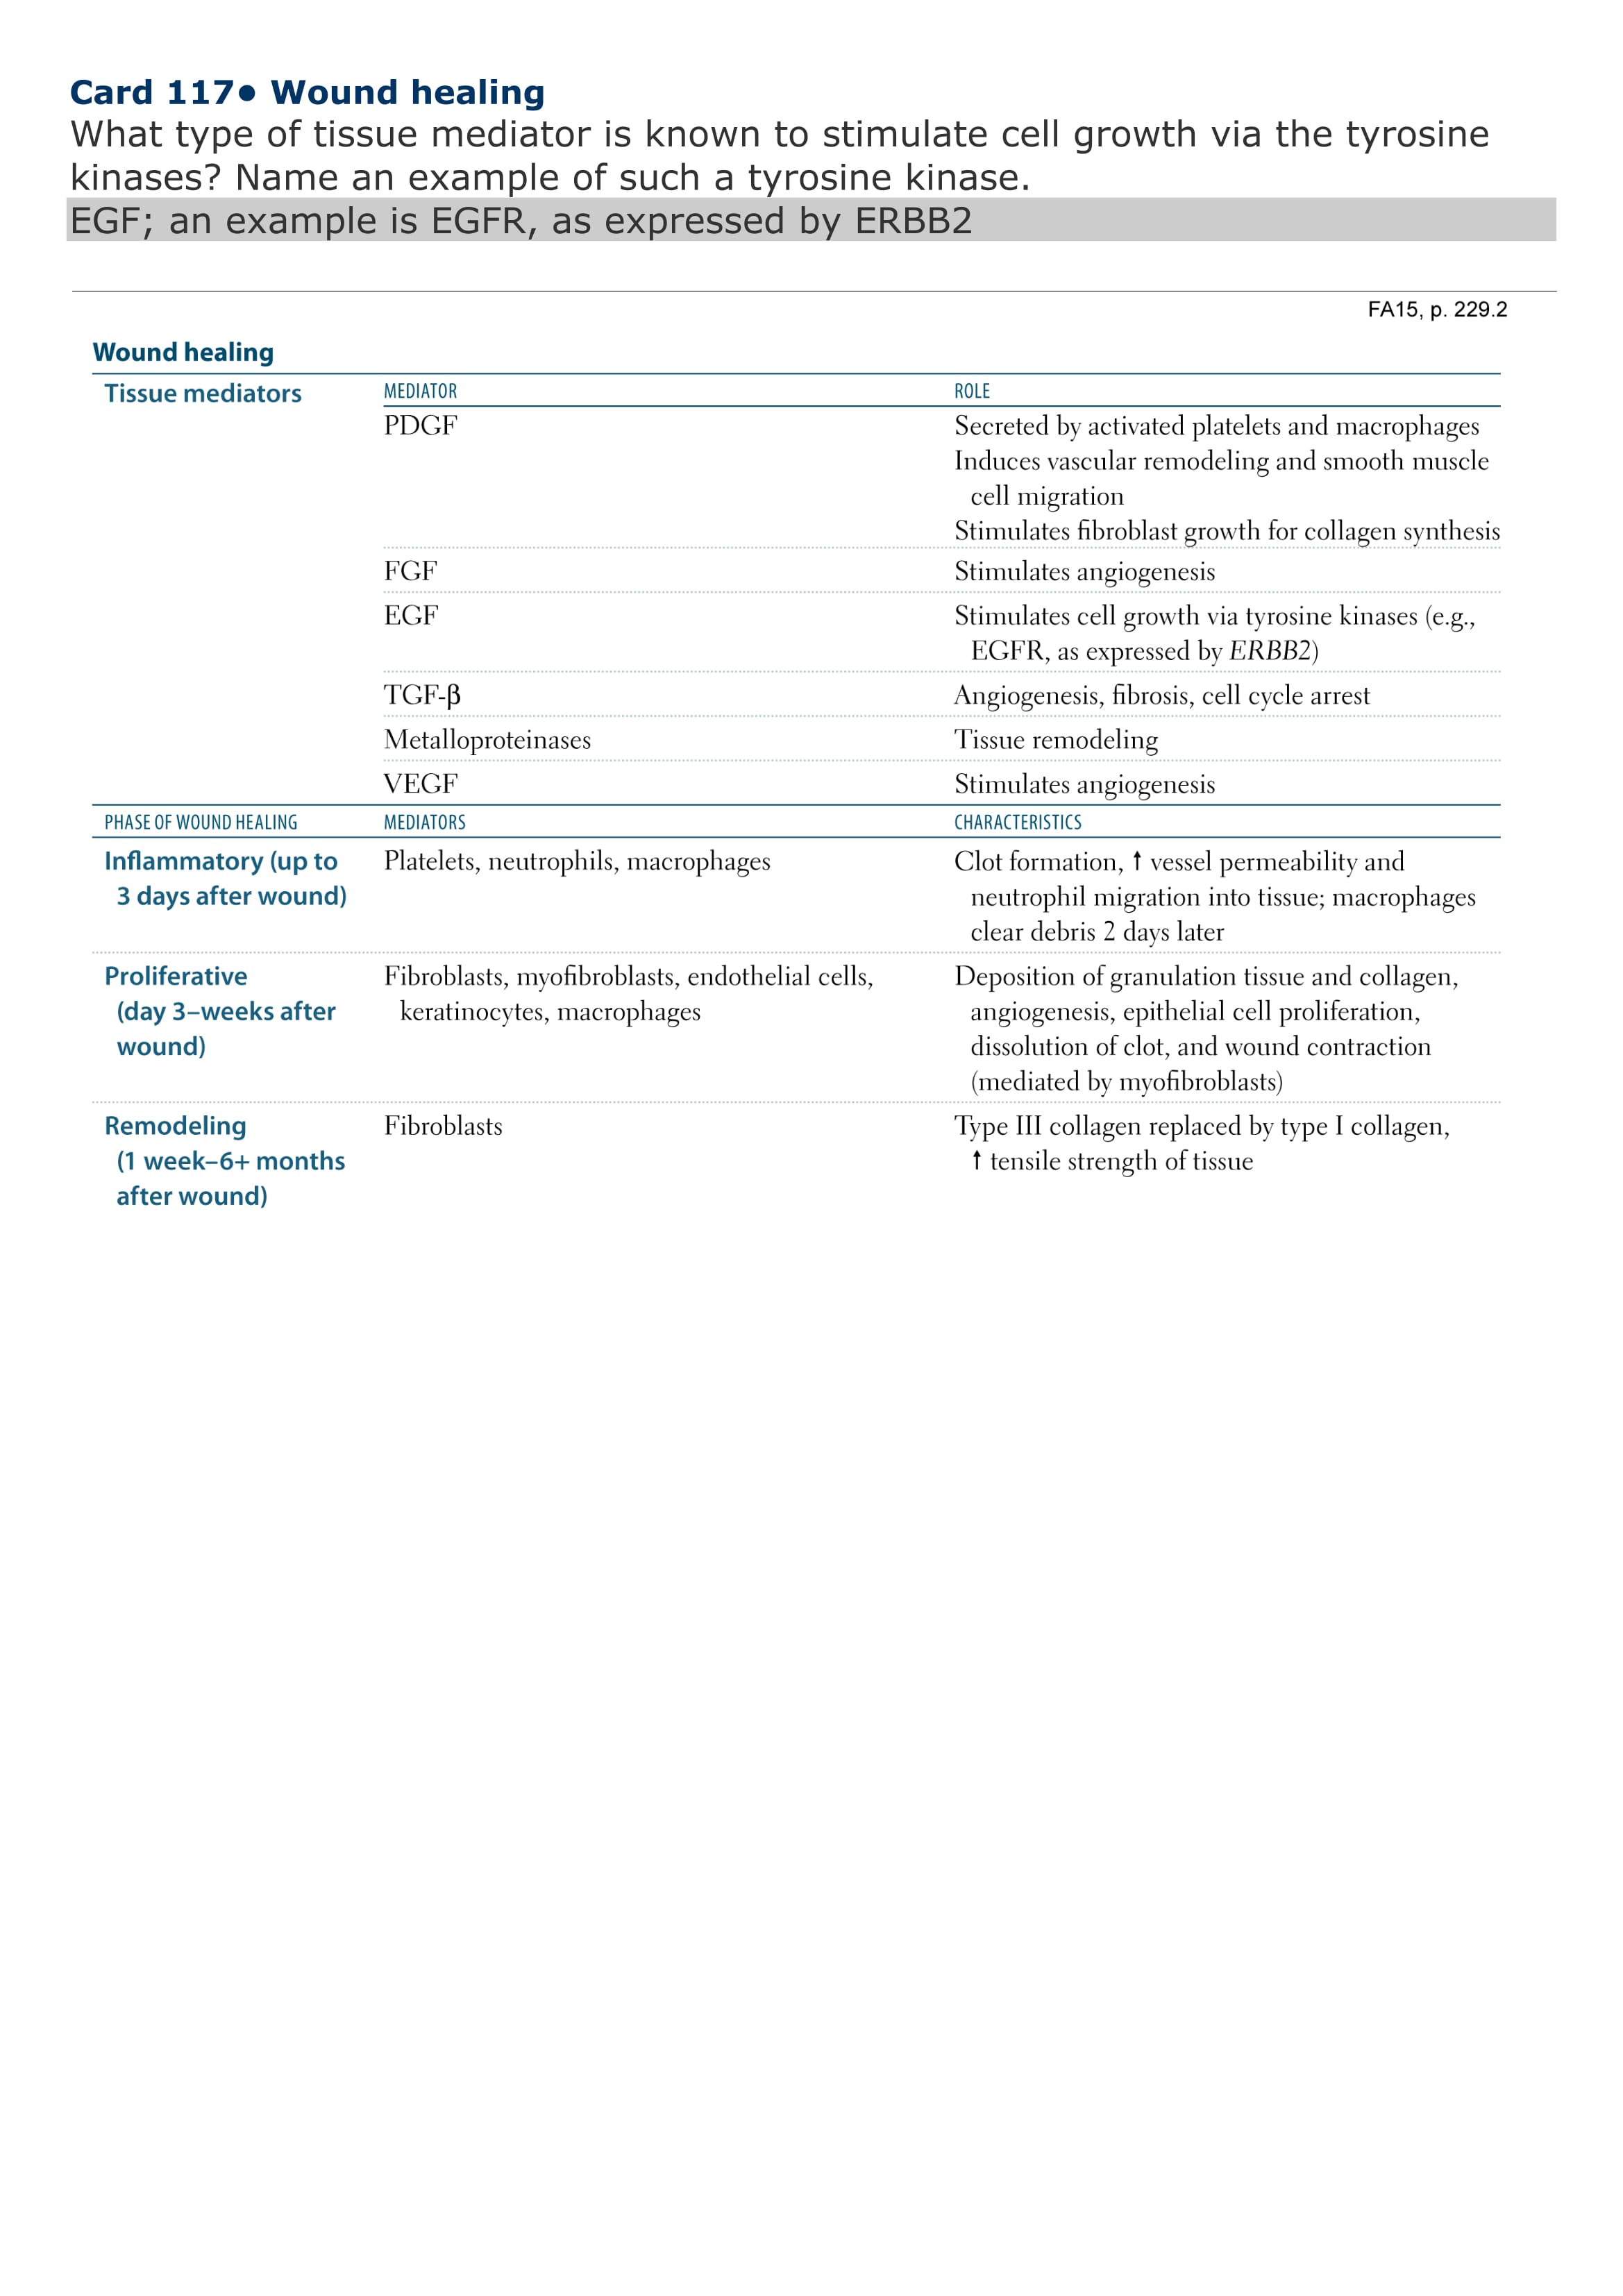 Card 117• Wound healing
What type of tissue mediator is known to stimulate cell growth via the tyrosine
kinases? Name an example of such a tyrosine kinase.
EGF; an example is EGFR, as expressed by ERBB2
FA15, p. 229.2
Wound healing
Tissue mediators MEDIATOR ROLE
PDGF Secreted by activated platelets and macrophages
Induces vascular remodeling and smooth muscle
cell migration
Stimulates fibroblast growth for collagen synthesis
FGF Stimulates angiogenesis
EGF Stimulates cell growth via tyrosine kinases (e.g.,
EGFR, as expressed by ERBB2)
TGF-β Angiogenesis, fibrosis, cell cycle arrest
Metalloproteinases Tissue remodeling
VEGF Stimulates angiogenesis
PHASE OF WOUND HEALING MEDIATORS CHARACTERISTICS
Inflammatory (up to Platelets, neutrophils, macrophages Clot formation, ↑ vessel permeability and
3 days after wound) neutrophil migration into tissue; macrophages
clear debris 2 days later
Proliferative Fibroblasts, myofibroblasts, endothelial cells, Deposition of granulation tissue and collagen,
(day 3–weeks after keratinocytes, macrophages angiogenesis, epithelial cell proliferation,
wound) dissolution of clot, and wound contraction
(mediated by myofibroblasts)
Remodeling Fibroblasts Type III collagen replaced by type I collagen,
(1 week–6+ months ↑ tensile strength of tissue
after wound)